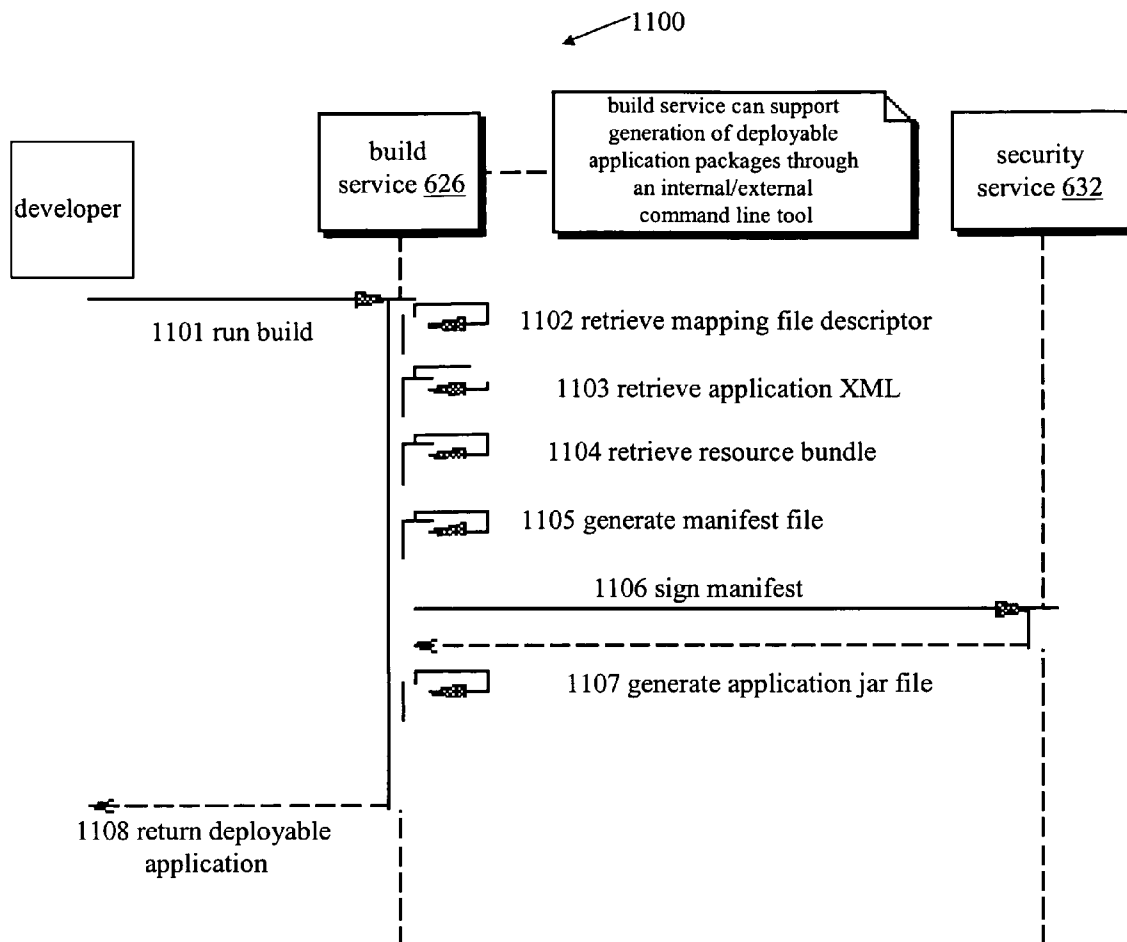 1100
build service can support
generation of deployable
application packages through
an internal/external
command line tool
build
service 626
security
service 632
developer
1101 run build
1102 retrieve mapping file descriptor
1103 retrieve application XML
1104 retrieve resource bundle
1105 generate manifest file
1106 sign manifest
1107 generate application jar file
1108 return deployable
application